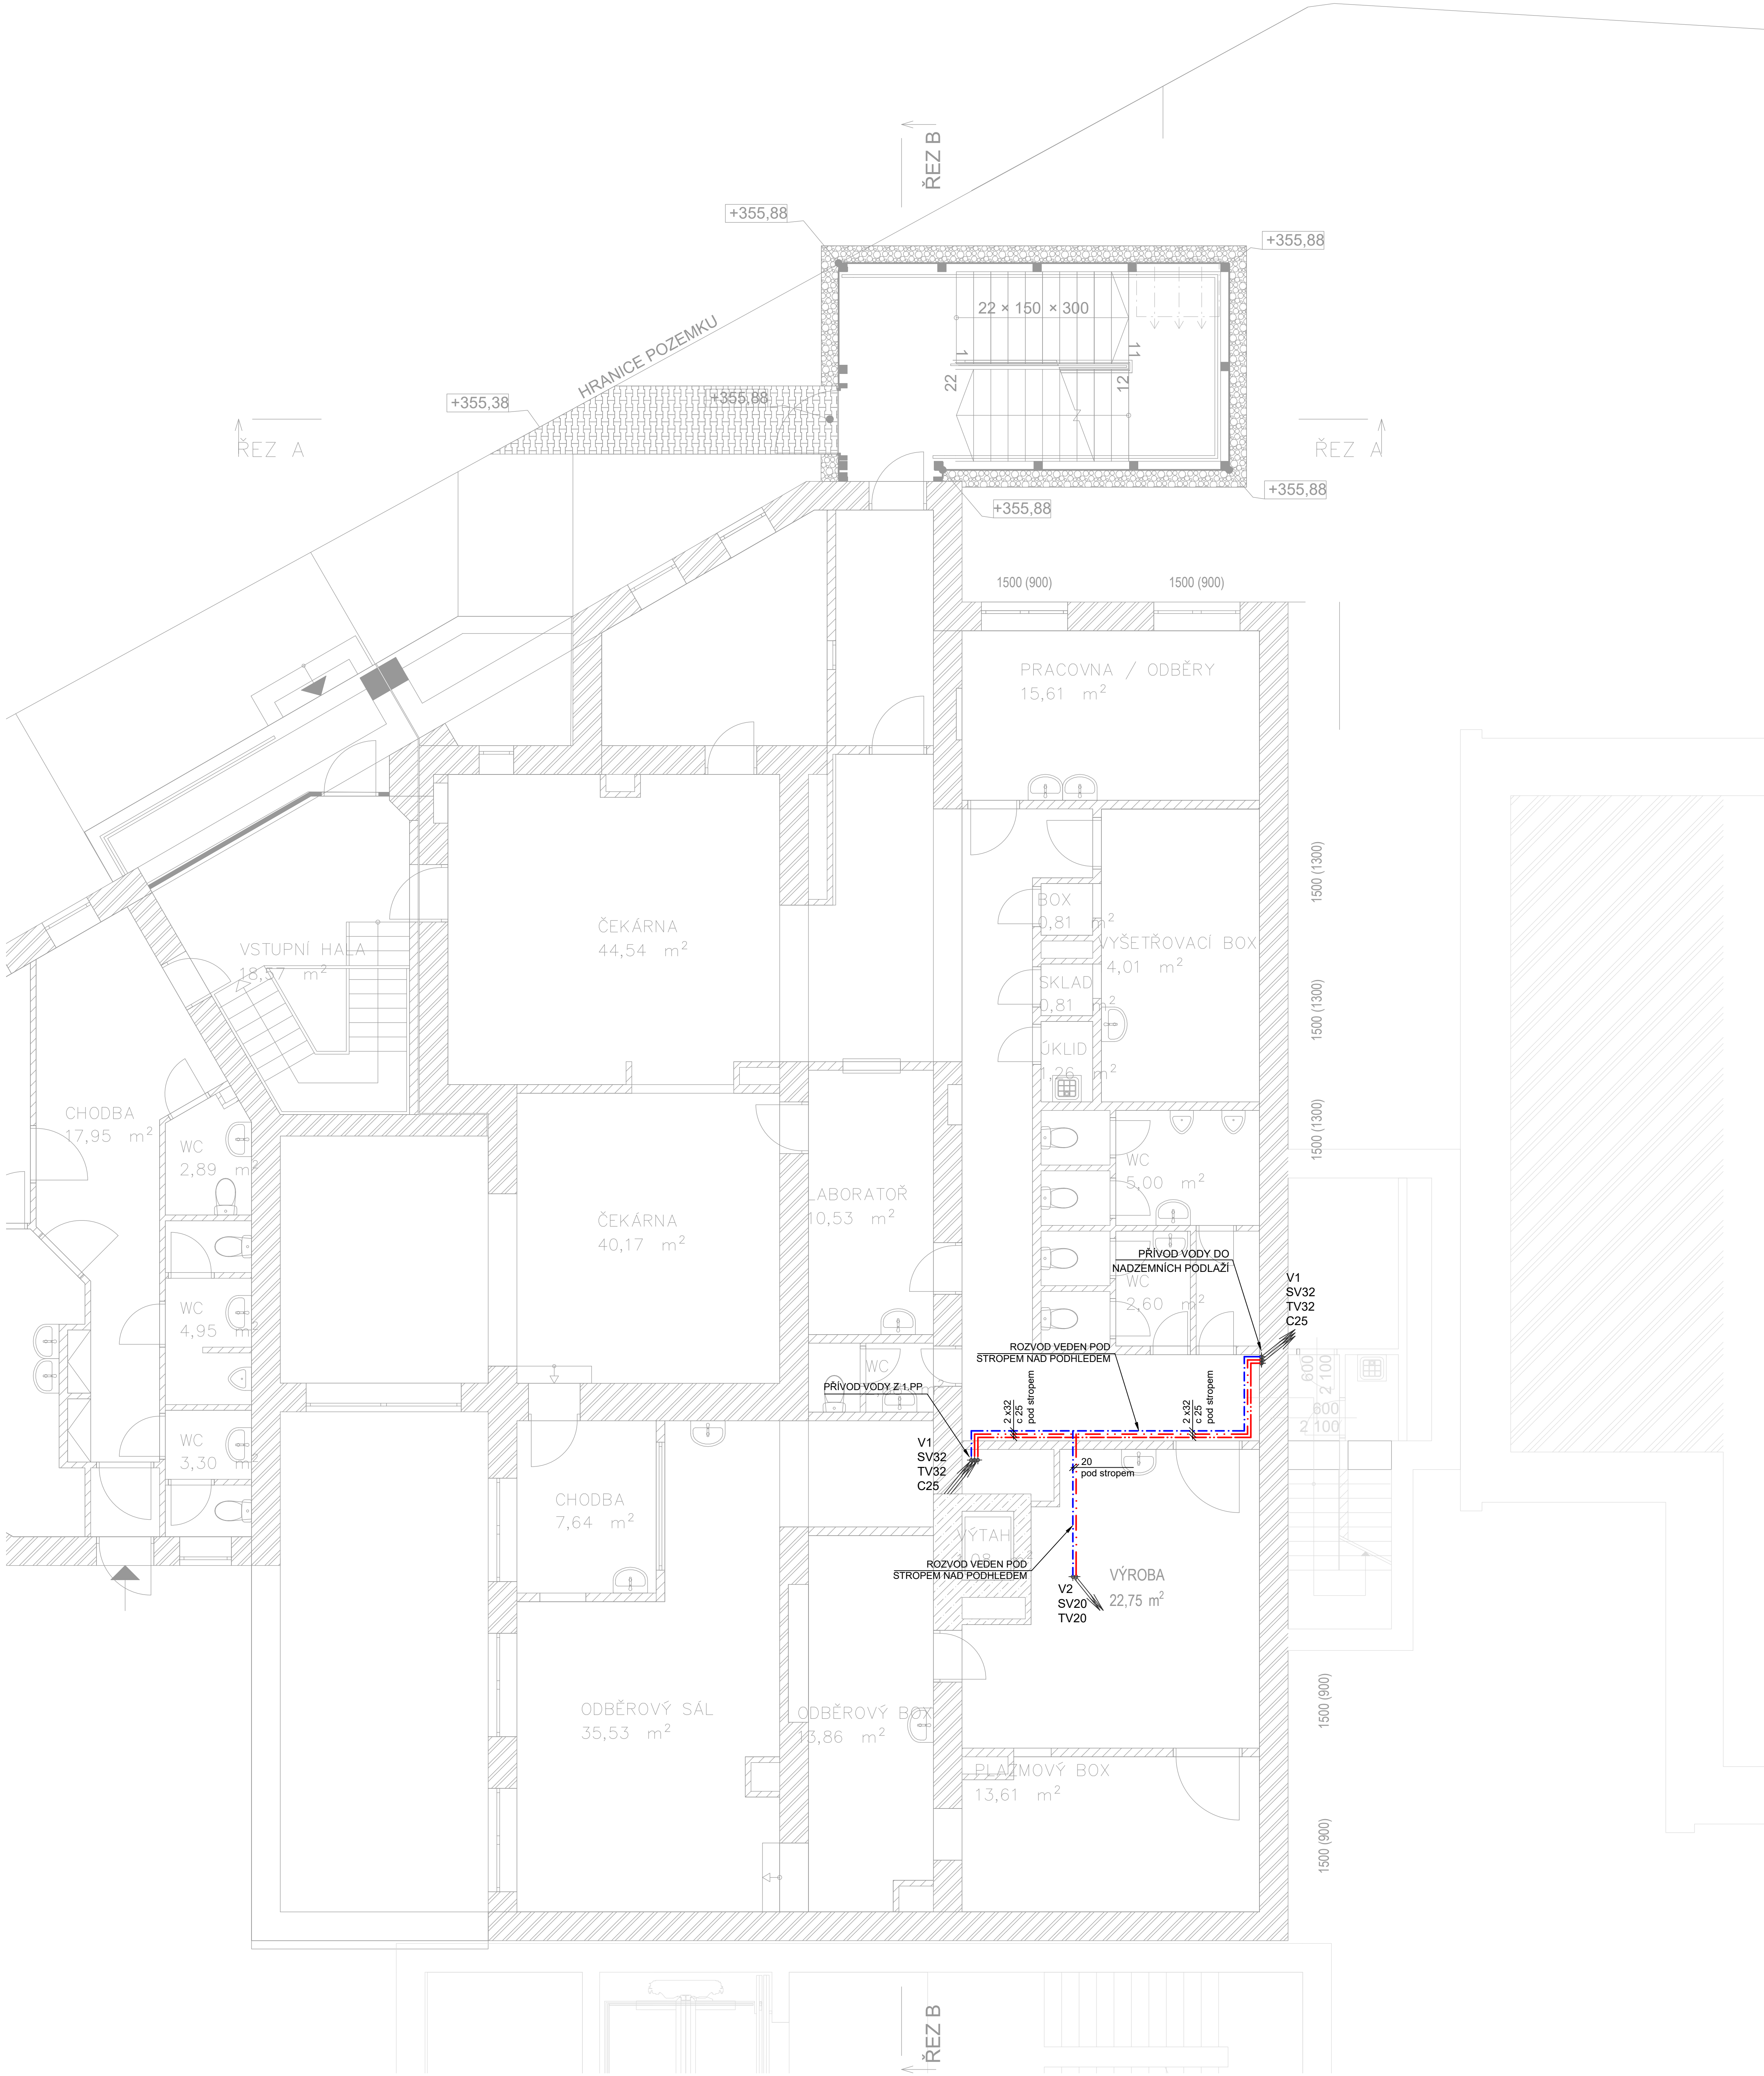 ŘEZ B
+355,88
+355,88
22 × 150 × 300
1
11
22
12
HRANICE POZEMKU
+355,38
+355,88
ŘEZ A
ŘEZ A
+355,88
+355,88
1500 (900)
1500 (900)
PRACOVNA / ODBĚRY
15,61 m²
1500 (1300)
BOX
0,81 m²
ČEKÁRNA
44,54 m²
VSTUPNÍ HALA
18,57 m²
VYŠETŘOVACÍ BOX
14,01 m²
SKLAD
0,81 m²
1500 (1300)
ÚKLID
1,26 m²
CHODBA
17,95 m²
WC
2,89 m²
1500 (1300)
WC
5,00 m²
LABORATOŘ
10,53 m²
ČEKÁRNA
40,17 m²
PŘÍVOD VODY DO
NADZEMNÍCH PODLAŽÍ
WC
2,60 m²
V1
SV32
TV32
C25
WC
4,95 m²
ROZVOD VEDEN POD
STROPEM NAD PODHLEDEM
WC
600
2 100
600
2 100
PŘÍVOD VODY Z 1.PP
2 x32
c 25
pod stropem
2 x32
c 25
pod stropem
V1
SV32
TV32
C25
WC
3,30 m²
20
pod stropem
CHODBA
7,64 m²
VÝTAH
ROZVOD VEDEN POD
STROPEM NAD PODHLEDEM
VÝROBA
22,75 m²
V2
SV20
TV20
ODBĚROVÝ SÁL
35,53 m²
ODBĚROVÝ BOX
13,86 m²
1500 (900)
PLAZMOVÝ BOX
13,61 m²
1500 (900)
ŘEZ B